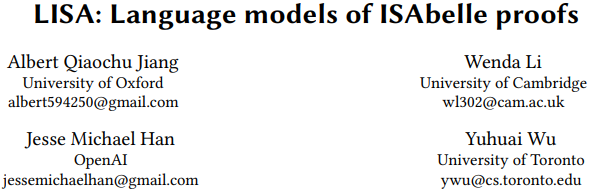 LISA: Language models of ISAbelle proofs
Albert Qiaochu Jiang
University of Oxford
albert594250@gmail.com
Wenda Li
University of Cambridge
wl302@cam.ac.uk
Jesse Michael Han
OpenAI
jessemichaelhan@gmail.com
Yuhuai Wu
University of Toronto
ywu@cs.toronto.edu